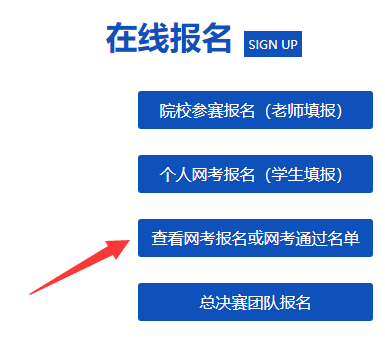 在线报名 SIGN UP
院校参赛报名（老师填报）
个人网考报名（学生填报）
查看网考报名或网考通过名单
总决赛团队报名